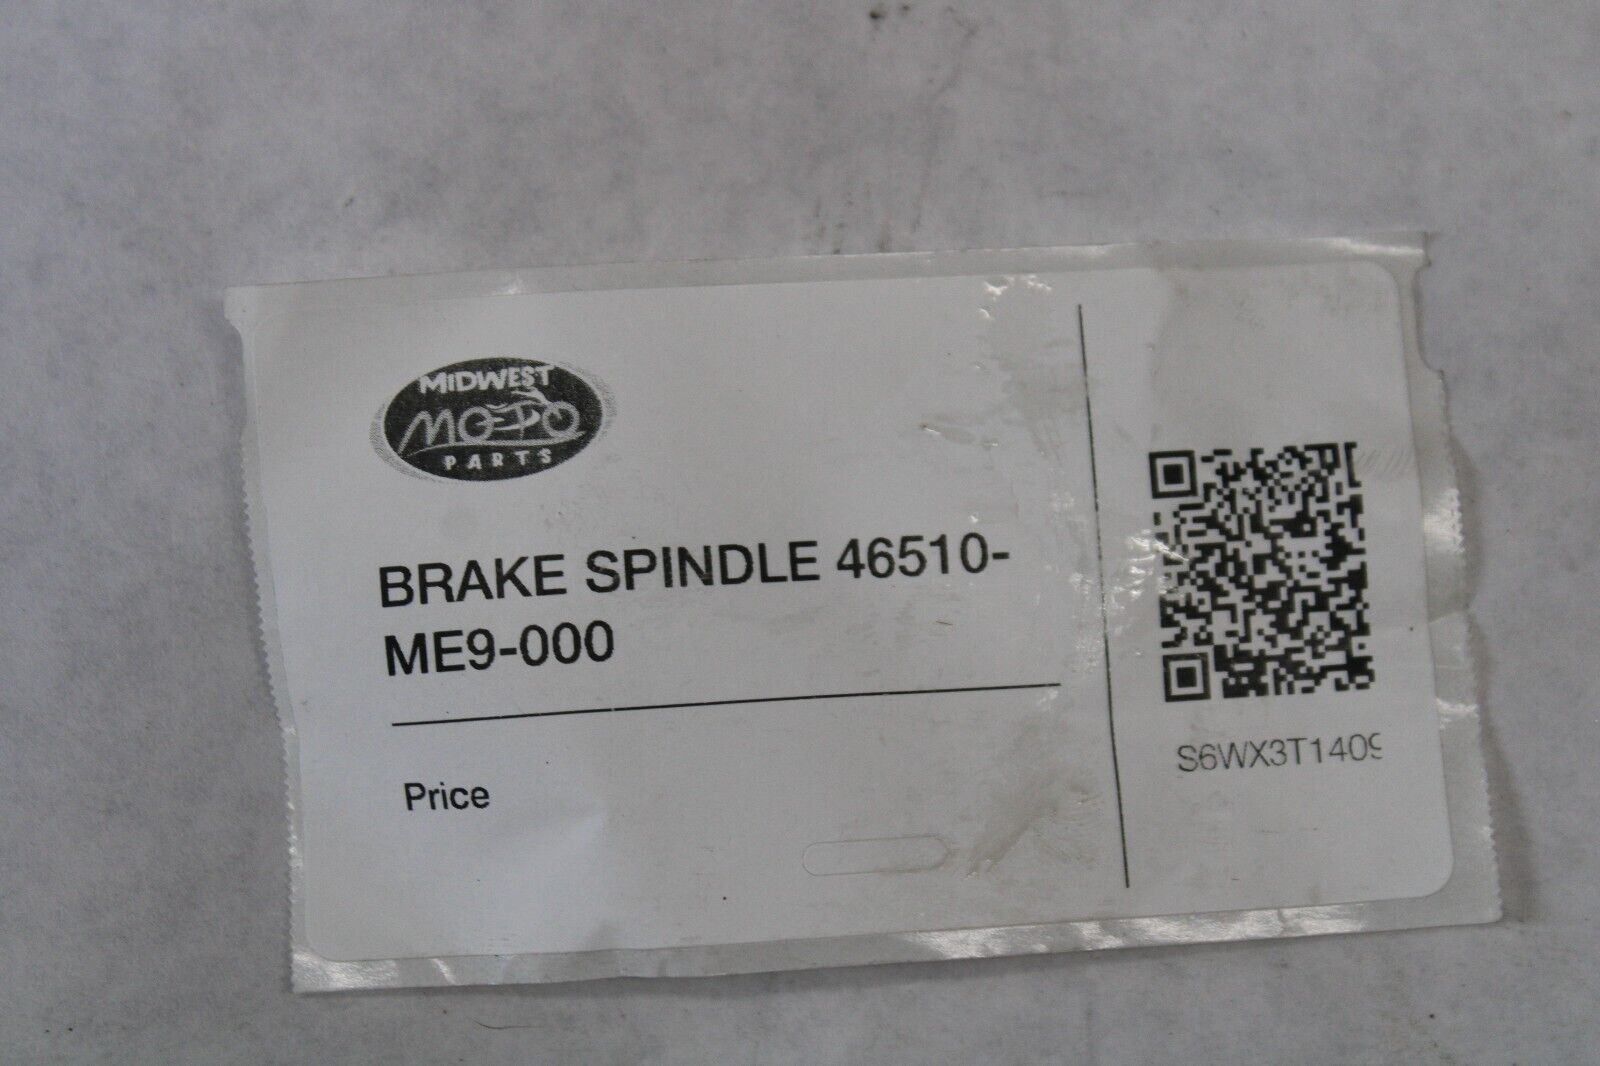 MIDWEST
MOTO
PARTS
BRAKE SPINDLE 46510-
ME9-000
Price
S6WX3T1409